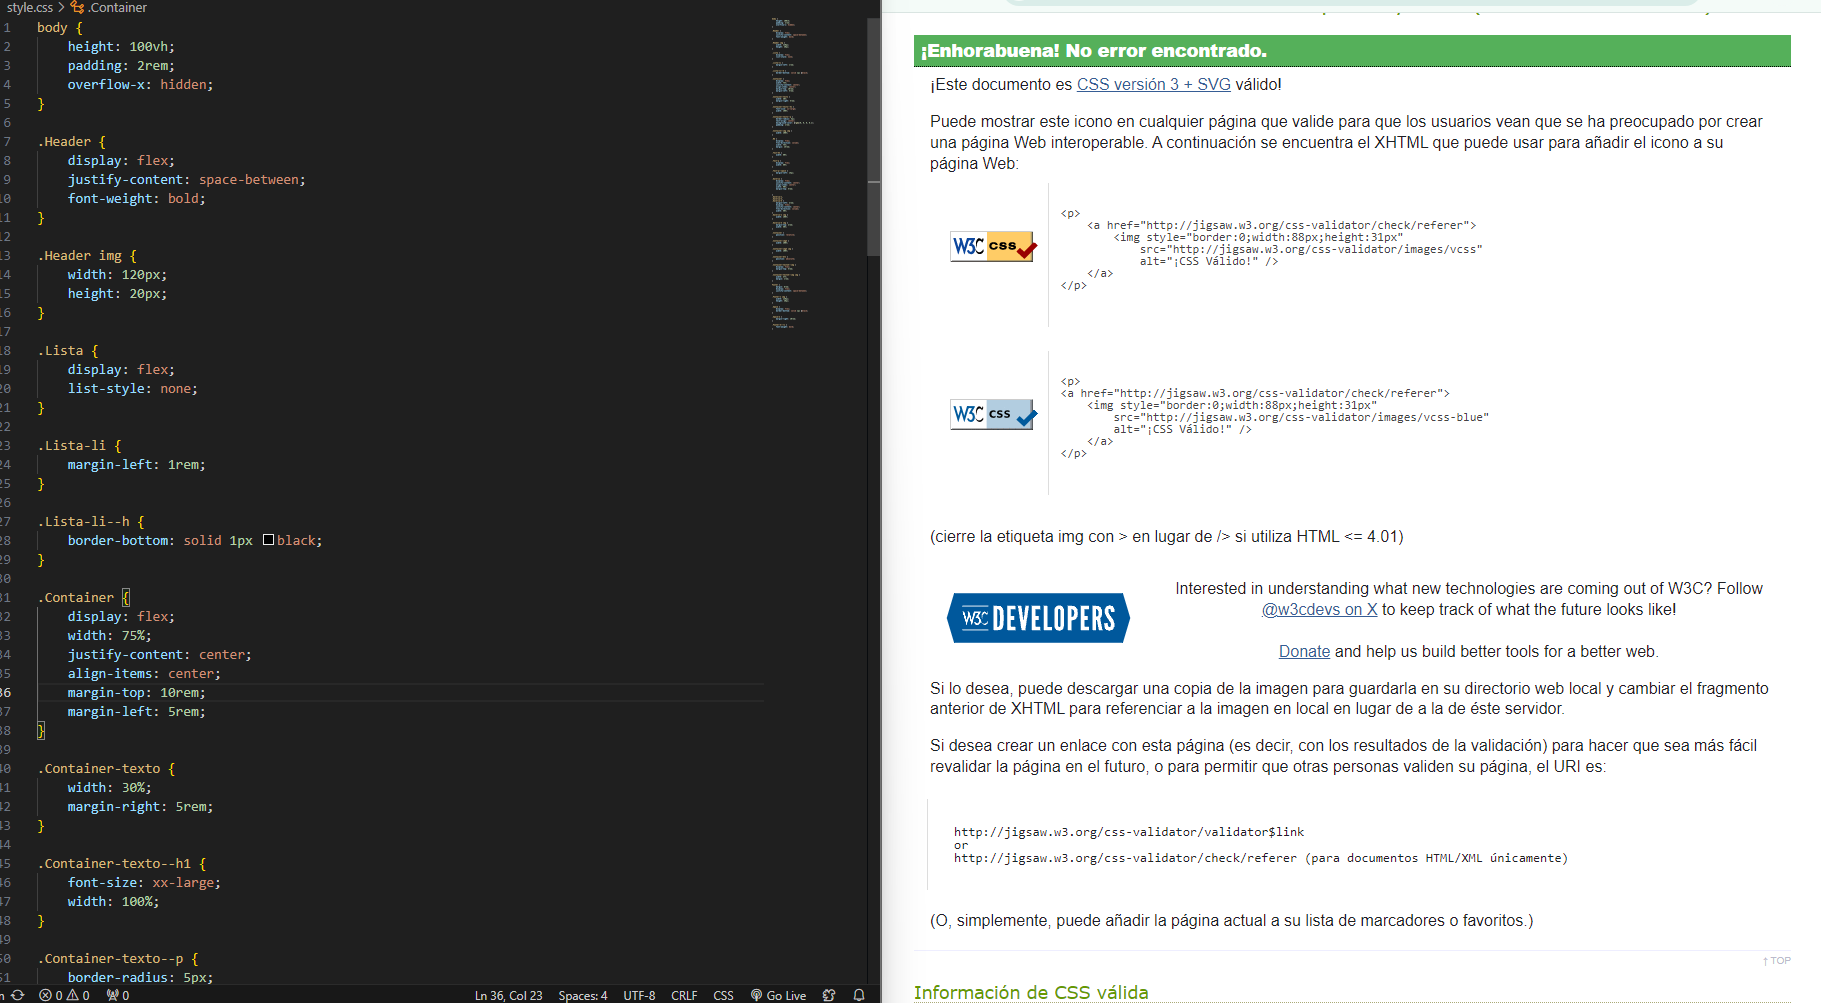 style.css > .Container
1 body {
2 height: 100vh;
3 padding: 2rem;
4 overflow-x: hidden;
5 }
6
7 .Header {
8 display: flex;
9 justify-content: space-between;
10 font-weight: bold;
11 }
12
13 .Header img {
14 width: 120px;
15 height: 20px;
16 }
17
18 .Lista {
19 display: flex;
20 list-style: none;
21 }
22
23 .Lista-li {
24 margin-left: 1rem;
25 }
26
27 .Lista-li--h {
28 border-bottom: solid 1px black;
29 }
30
31 .Container {
32 display: flex;
33 width: 75%;
34 justify-content: center;
35 align-items: center;
36 margin-top: 10rem;
37 margin-left: 5rem;
38 }
39
40 .Container-texto {
41 width: 30%;
42 margin-right: 5rem;
43 }
44
45 .Container-texto--h1 {
46 font-size: xx-large;
47 width: 100%;
48 }
49
50 .Container-texto--p {
51 border-radius: 5px;
0 0 0 Ln 36, Col 23 Spaces: 4 UTF-8 CRLF CSS Go Live
¡Enhorabuena! No error encontrado.
¡Este documento es CSS versión 3 + SVG válido!
Puede mostrar este icono en cualquier página que valide para que los usuarios vean que se ha preocupado por crear
una página Web interoperable. A continuación se encuentra el XHTML que puede usar para añadir el icono a su
página Web:
W3C css
<p>
<a href="http://jigsaw.w3.org/css-validator/check/referer">
<img style="border:0;width:88px;height:31px"
src="http://jigsaw.w3.org/css-validator/images/vcss"
alt="¡CSS Válido!" />
</a>
</p>
W3C css
<p>
<a href="http://jigsaw.w3.org/css-validator/check/referer">
<img style="border:0;width:88px;height:31px"
src="http://jigsaw.w3.org/css-validator/images/vcss-blue"
alt="¡CSS Válido!" />
</a>
</p>
(cierre la etiqueta img con > en lugar de /> si utiliza HTML <= 4.01)
W3C DEVELOPERS
Interested in understanding what new technologies are coming out of W3C? Follow
@w3cdevs on X to keep track of what the future looks like!
Donate and help us build better tools for a better web.
Si lo desea, puede descargar una copia de la imagen para guardarla en su directorio web local y cambiar el fragmento
anterior de XHTML para referenciar a la imagen en local en lugar de a la de éste servidor.
Si desea crear un enlace con esta página (es decir, con los resultados de la validación) para hacer que sea más fácil
revalidar la página en el futuro, o para permitir que otras personas validen su página, el URI es:
http://jigsaw.w3.org/css-validator/validator$link
or
http://jigsaw.w3.org/css-validator/check/referer (para documentos HTML/XML únicamente)
(O, simplemente, puede añadir la página actual a su lista de marcadores o favoritos.)
↑ TOP
Información de CSS válida